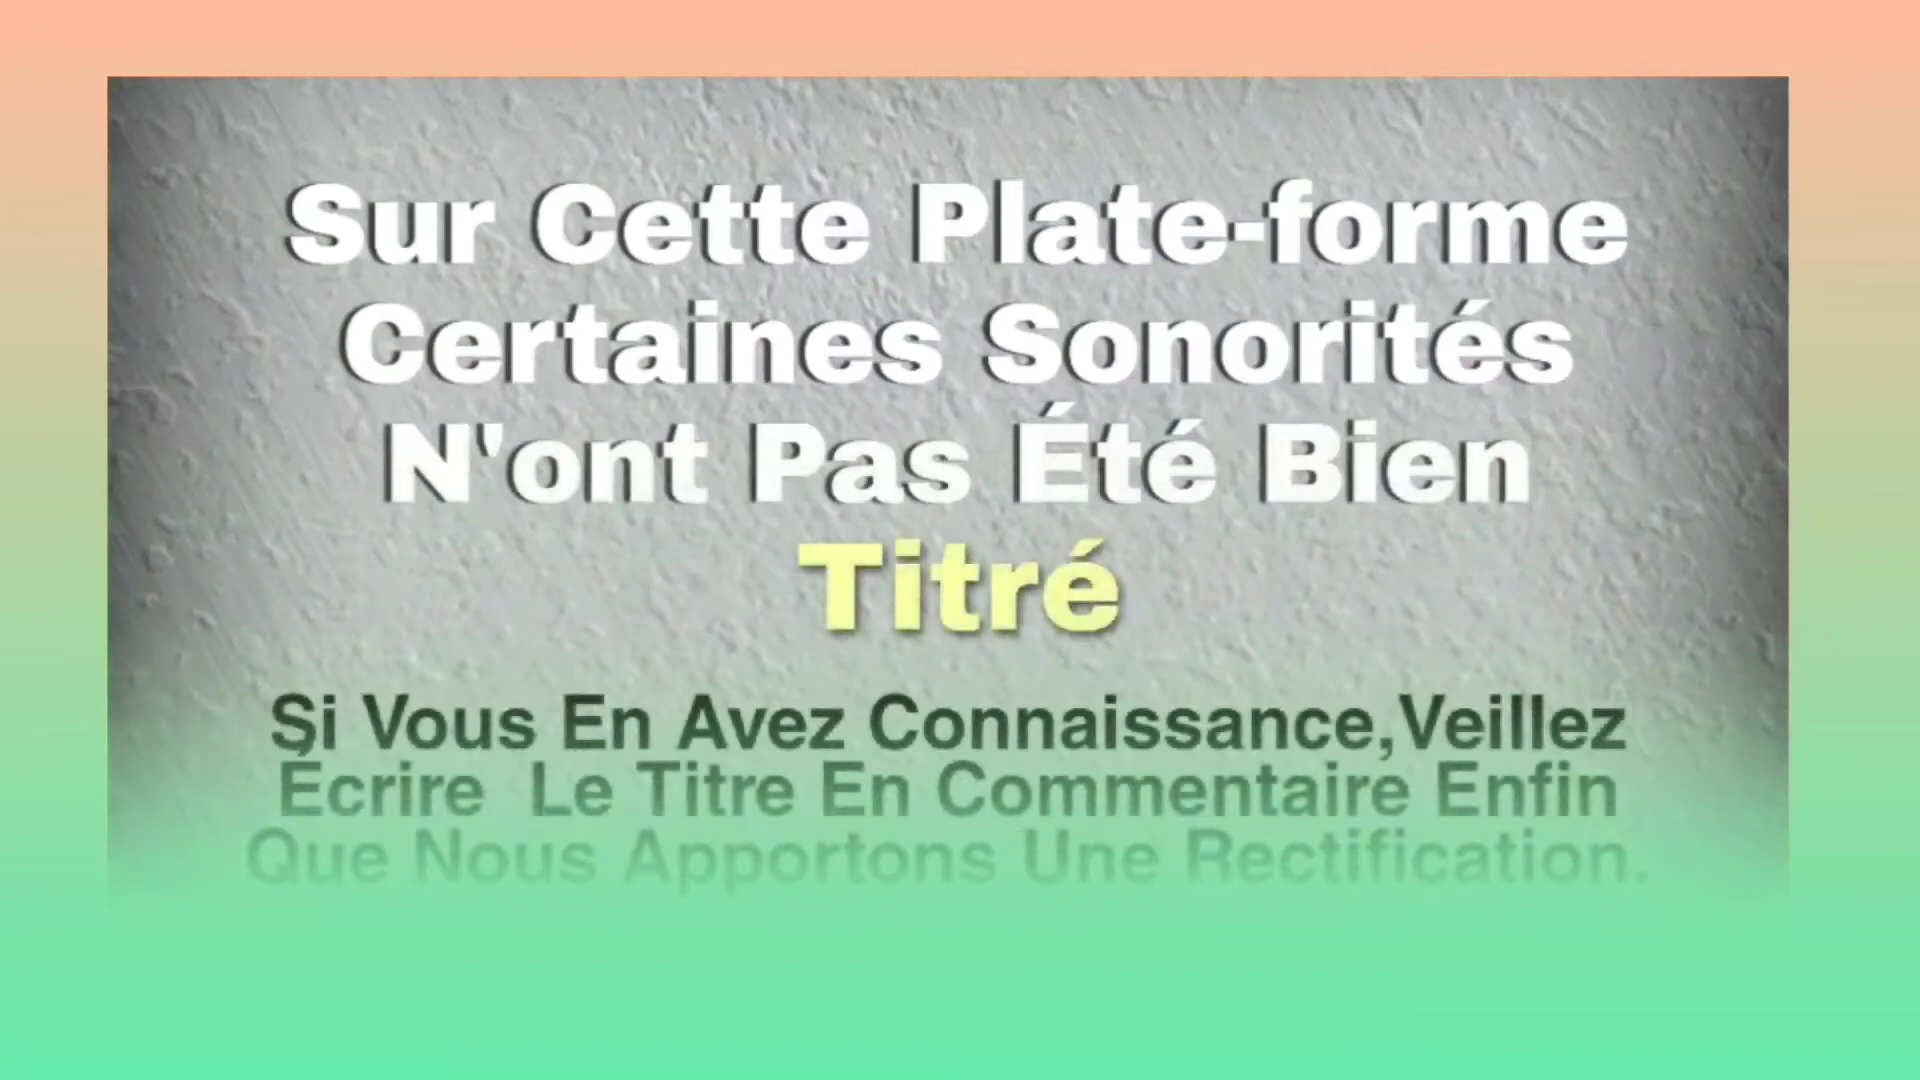 Sur Cette Plate-forme
Certaines Sonorités
N'ont Pas Été Bien
Titré
Si Vous En Avez Connaissance,Veillez
Écrire Le Titre En Commentaire Enfin
Que Nous Apportons Une Rectification.